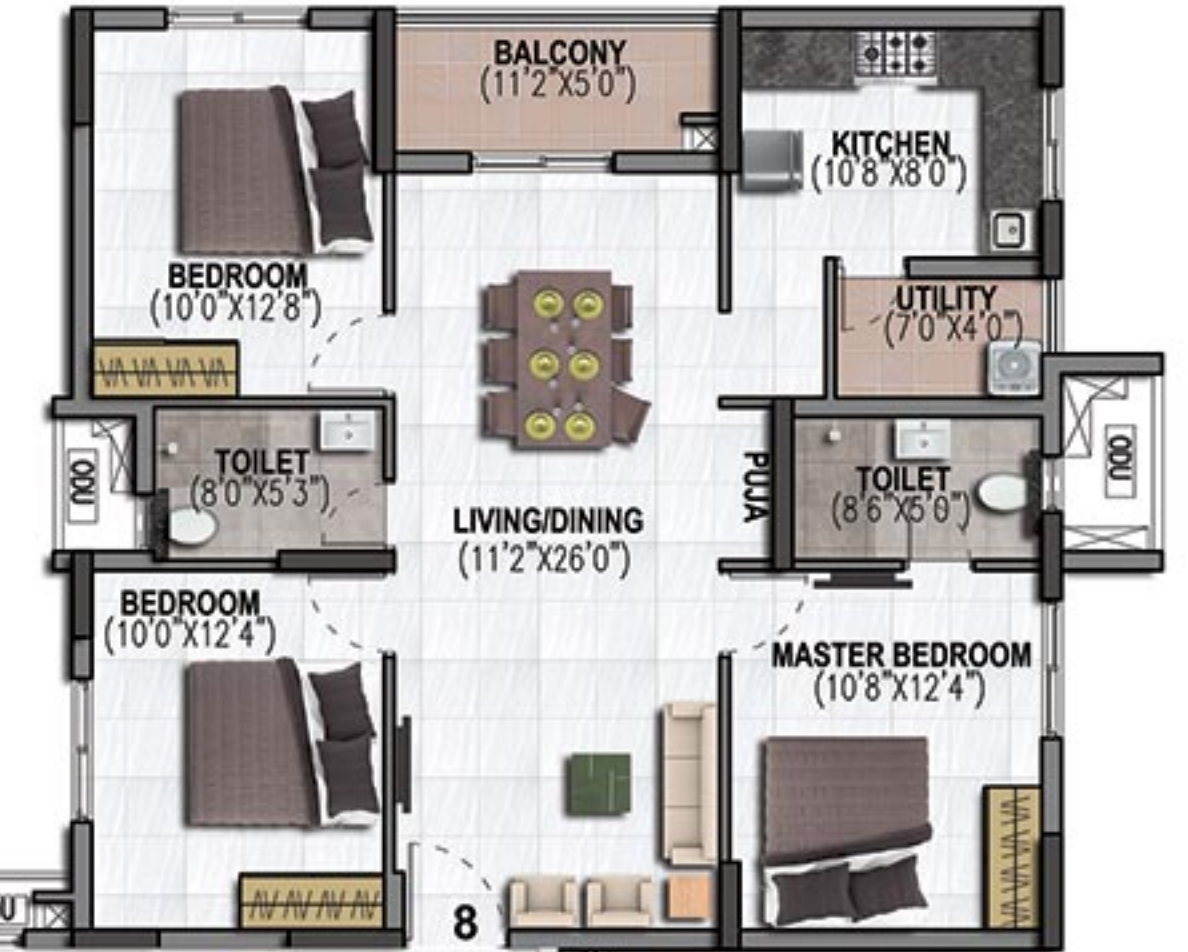 BALCONY
(11'2"X5'0")
KITCHEN
(10'8"X8'0")
BEDROOM
(10'0"X12'8")
UTILITY
(7'0"X4'0")
TOILET
(8'0"X5'3")
ODU
PUJA
TOILET
(8'6"X5'0")
ODU
LIVING/DINING
(11'2"X26'0")
BEDROOM
(10'0"X12'4")
MASTER BEDROOM
(10'8"X12'4")
8